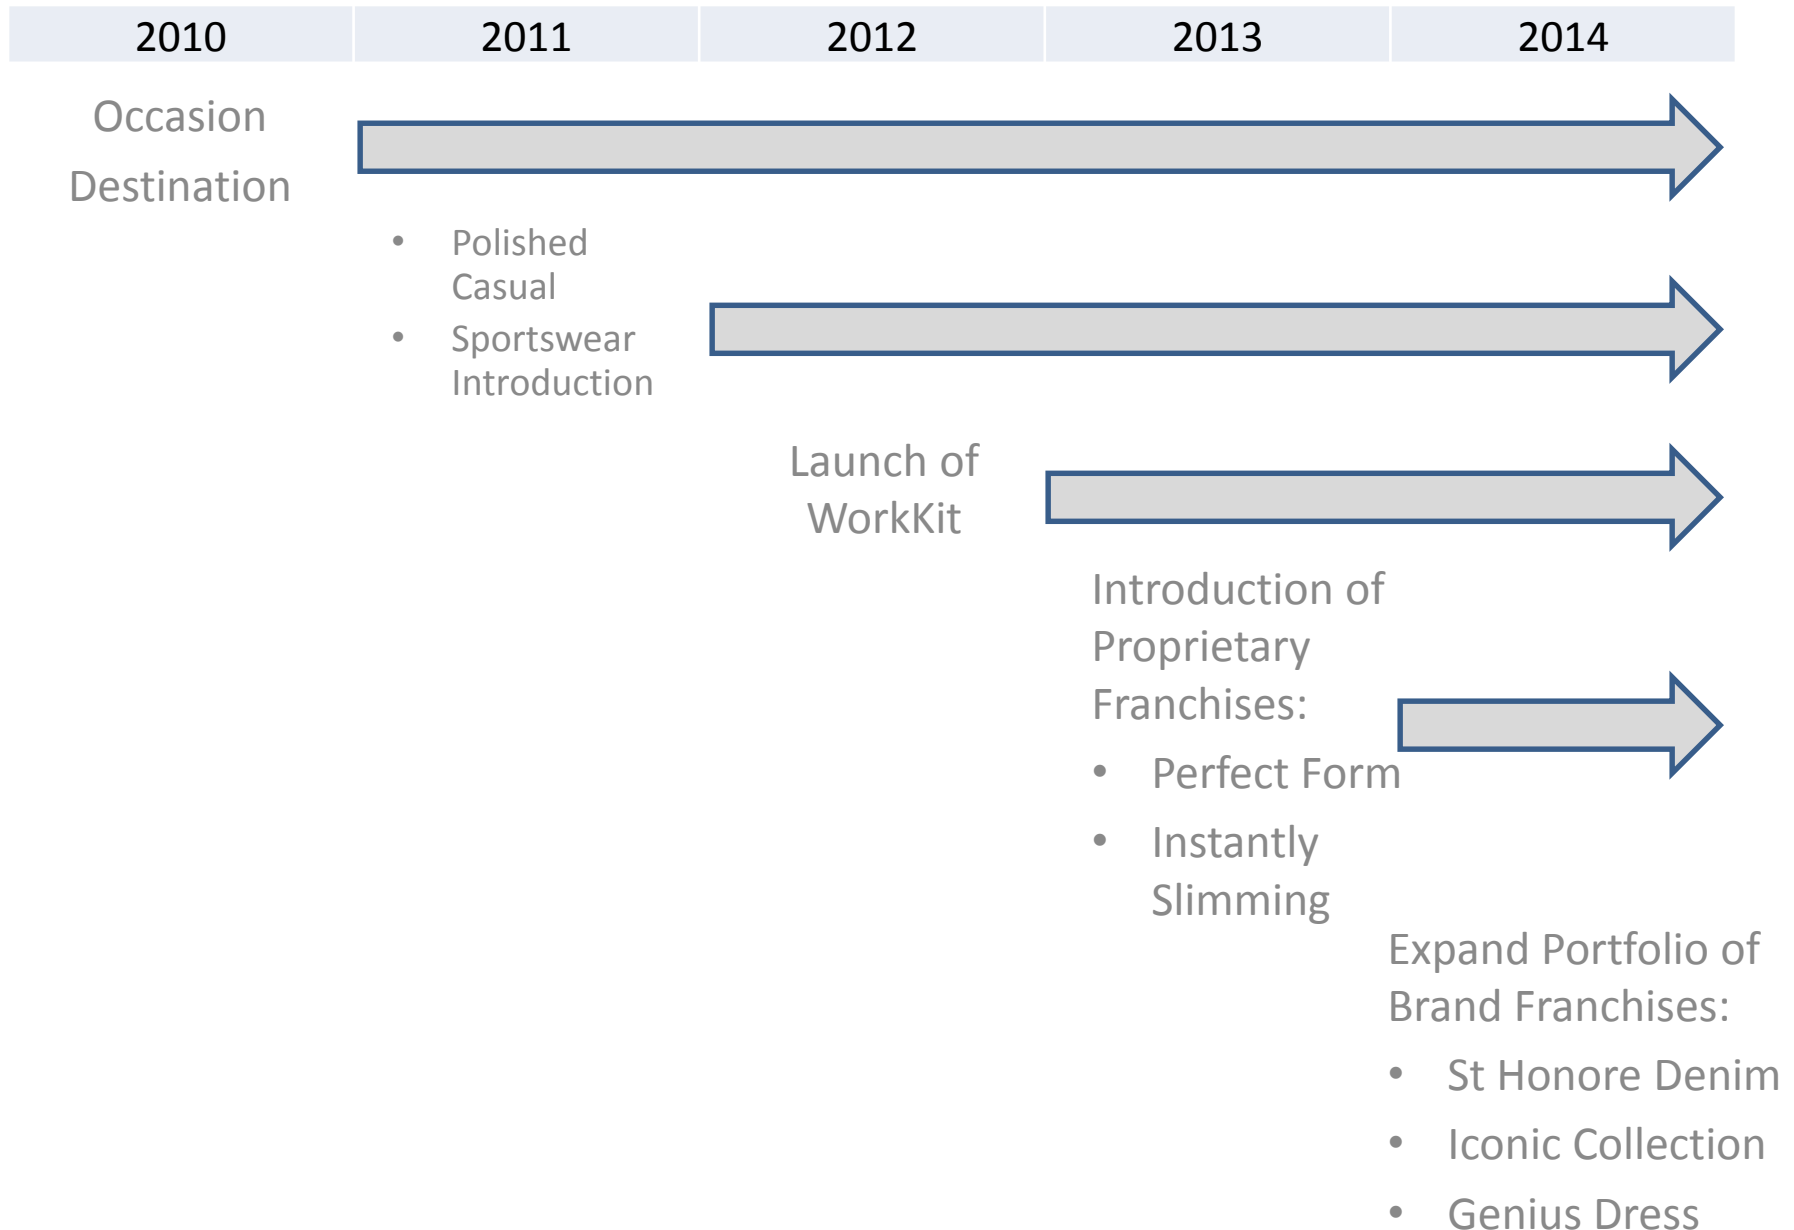 2010 2011 2012 2013 2014
Occasion
Destination
• Polished
Casual
• Sportswear
Introduction
Launch of
WorkKit
Introduction of
Proprietary
Franchises:
• Perfect Form
• Instantly
Slimming
Expand Portfolio of
Brand Franchises:
• St Honore Denim
• Iconic Collection
• Genius Dress